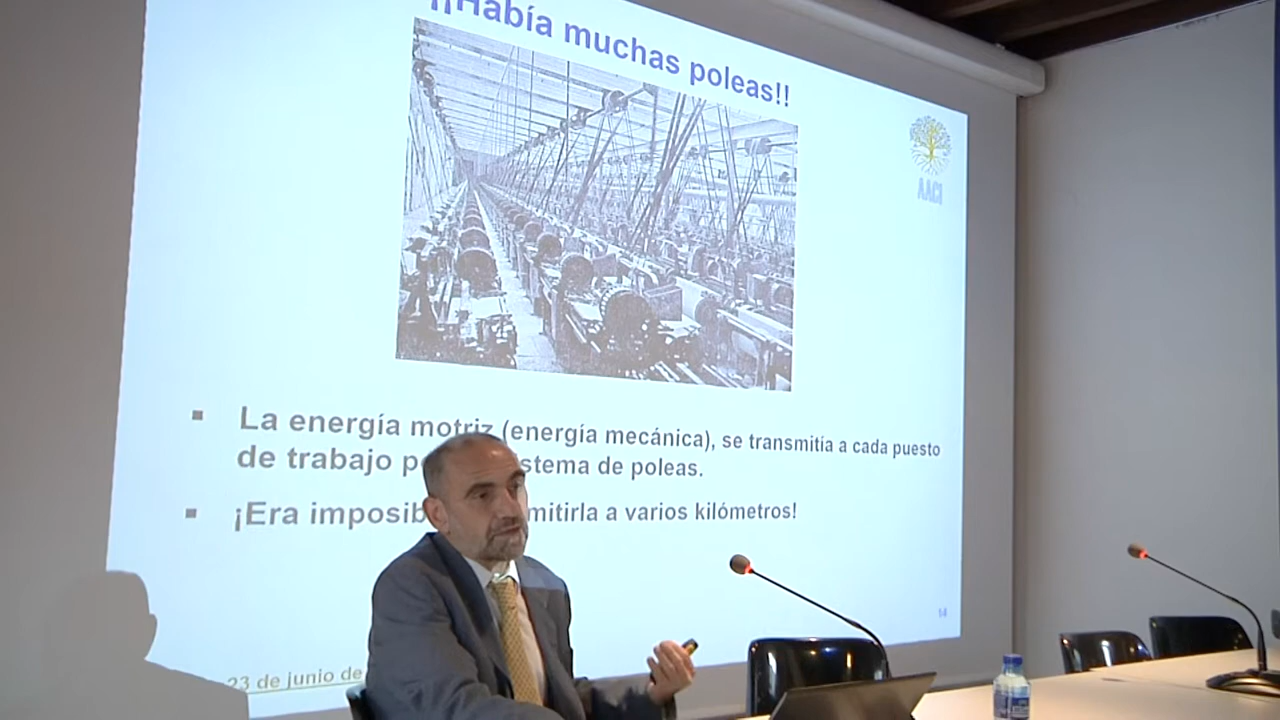 ¡¡Había muchas poleas!!
AACI
▪ La energía motriz (energía mecánica), se transmitía a cada puesto
de trabajo stema de poleas.
▪ ¡Era imposib mitirla a varios kilómetros!
14
23 de junio de